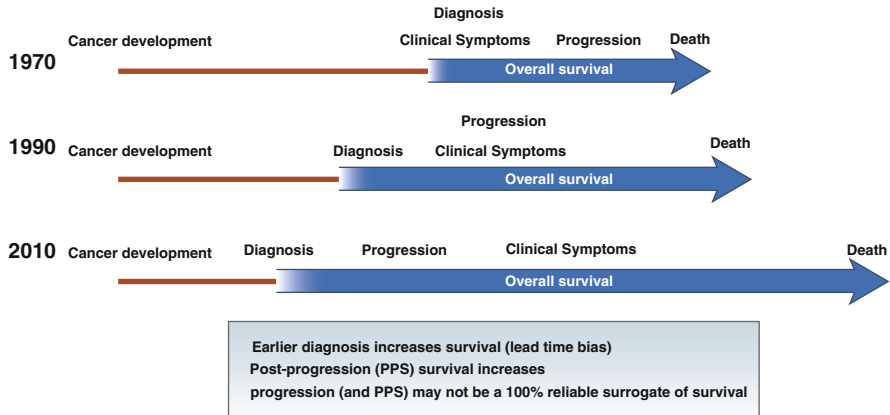 Diagnosis
Cancer development Clinical Symptoms Progression Death
1970
Overall survival
Progression
1990 Cancer development Diagnosis Clinical Symptoms Death
Overall survival
2010 Cancer development Diagnosis Progression Clinical Symptoms Death
Overall survival
Earlier diagnosis increases survival (lead time bias)
Post-progression (PPS) survival increases
progression (and PPS) may not be a 100% reliable surrogate of survival